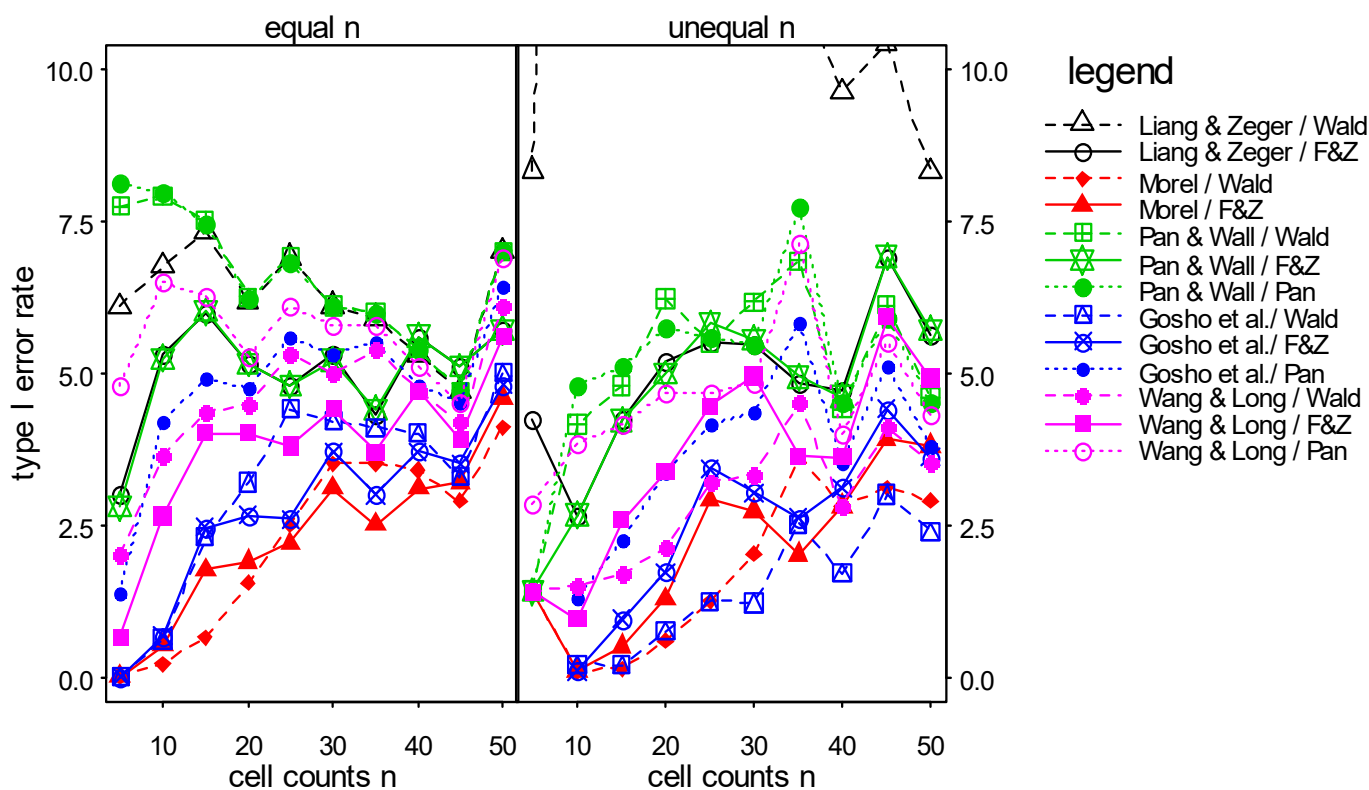 equal n
unequal n
10.0
7.5
5.0
2.5
0.0
type I error rate
10.0
7.5
5.0
2.5
0.0
10 20 30 40 50
10 20 30 40 50
cell counts n
cell counts n
legend
Liang & Zeger / Wald
Liang & Zeger / F&Z
Morel / Wald
Morel / F&Z
Pan & Wall / Wald
Pan & Wall / F&Z
Pan & Wall / Pan
Gosho et al./ Wald
Gosho et al./ F&Z
Gosho et al./ Pan
Wang & Long / Wald
Wang & Long / F&Z
Wang & Long / Pan